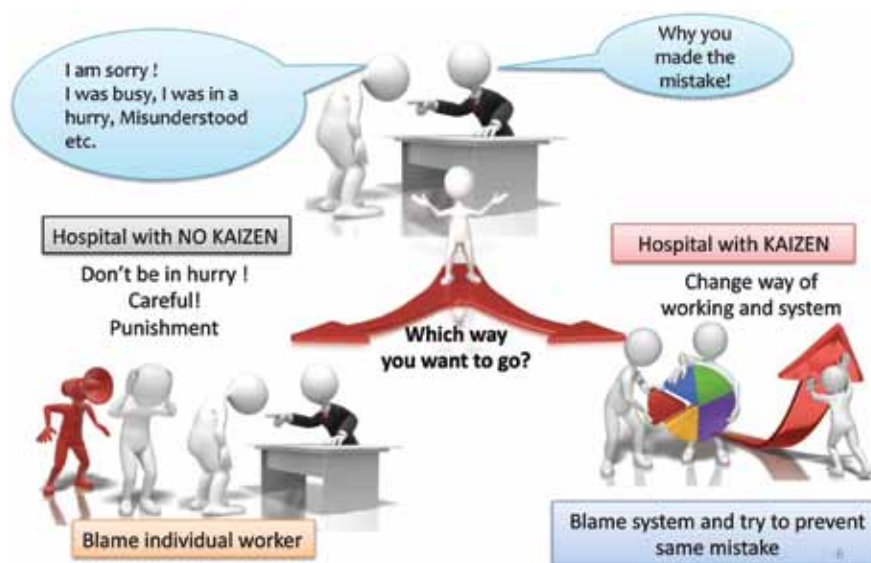 I am sorry !
I was busy, I was in a
hurry, Misunderstood
etc.
Why you
made the
mistake!
Hospital with NO KAIZEN
Don't be in hurry !
Careful!
Punishment
Hospital with KAIZEN
Change way of
working and system
Which way
you want to go?
Blame individual worker
Blame system and try to prevent
same mistake